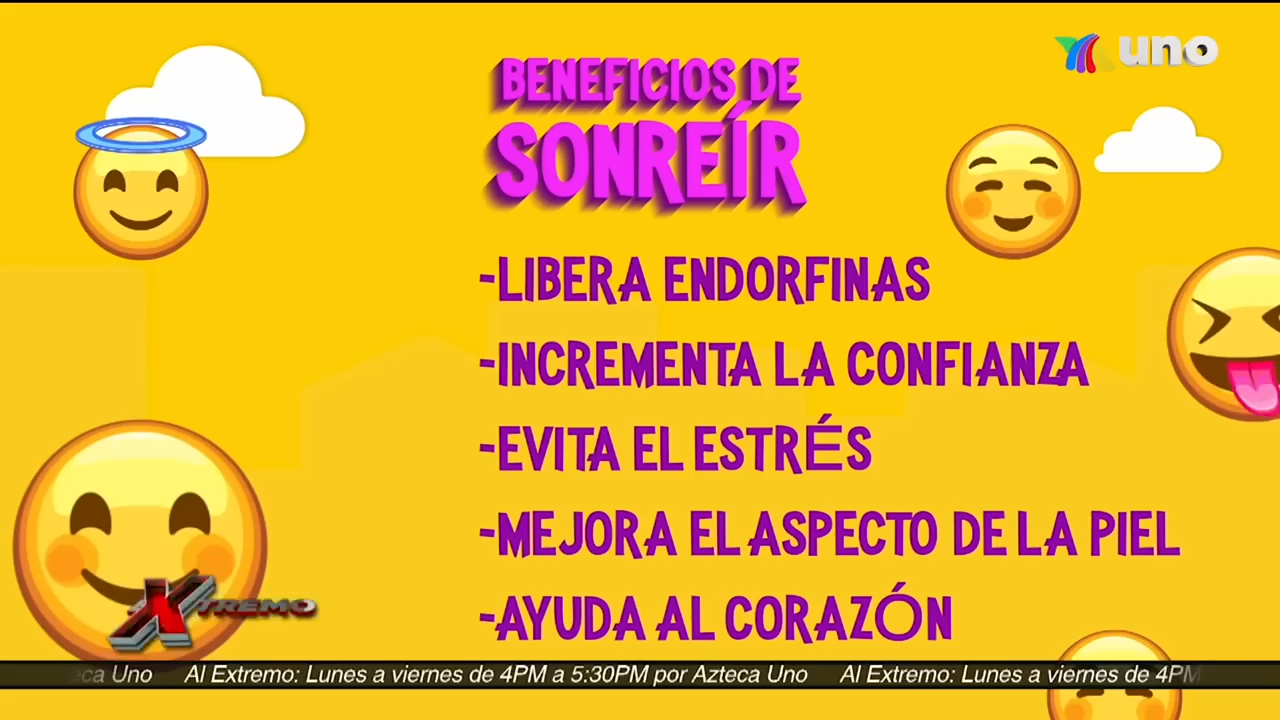 uno
BENEFICIOS DE
SONREÍR
-LIBERA ENDORFINAS
-INCREMENTA LA CONFIANZA
-EVITA EL ESTRÉS
-MEJORA EL ASPECTO DE LA PIEL
-AYUDA AL CORAZÓN
XTREMO
eca Uno Al Extremo: Lunes a viernes de 4PM a 5:30PM por Azteca Uno Al Extremo: Lunes a viernes de 4PM